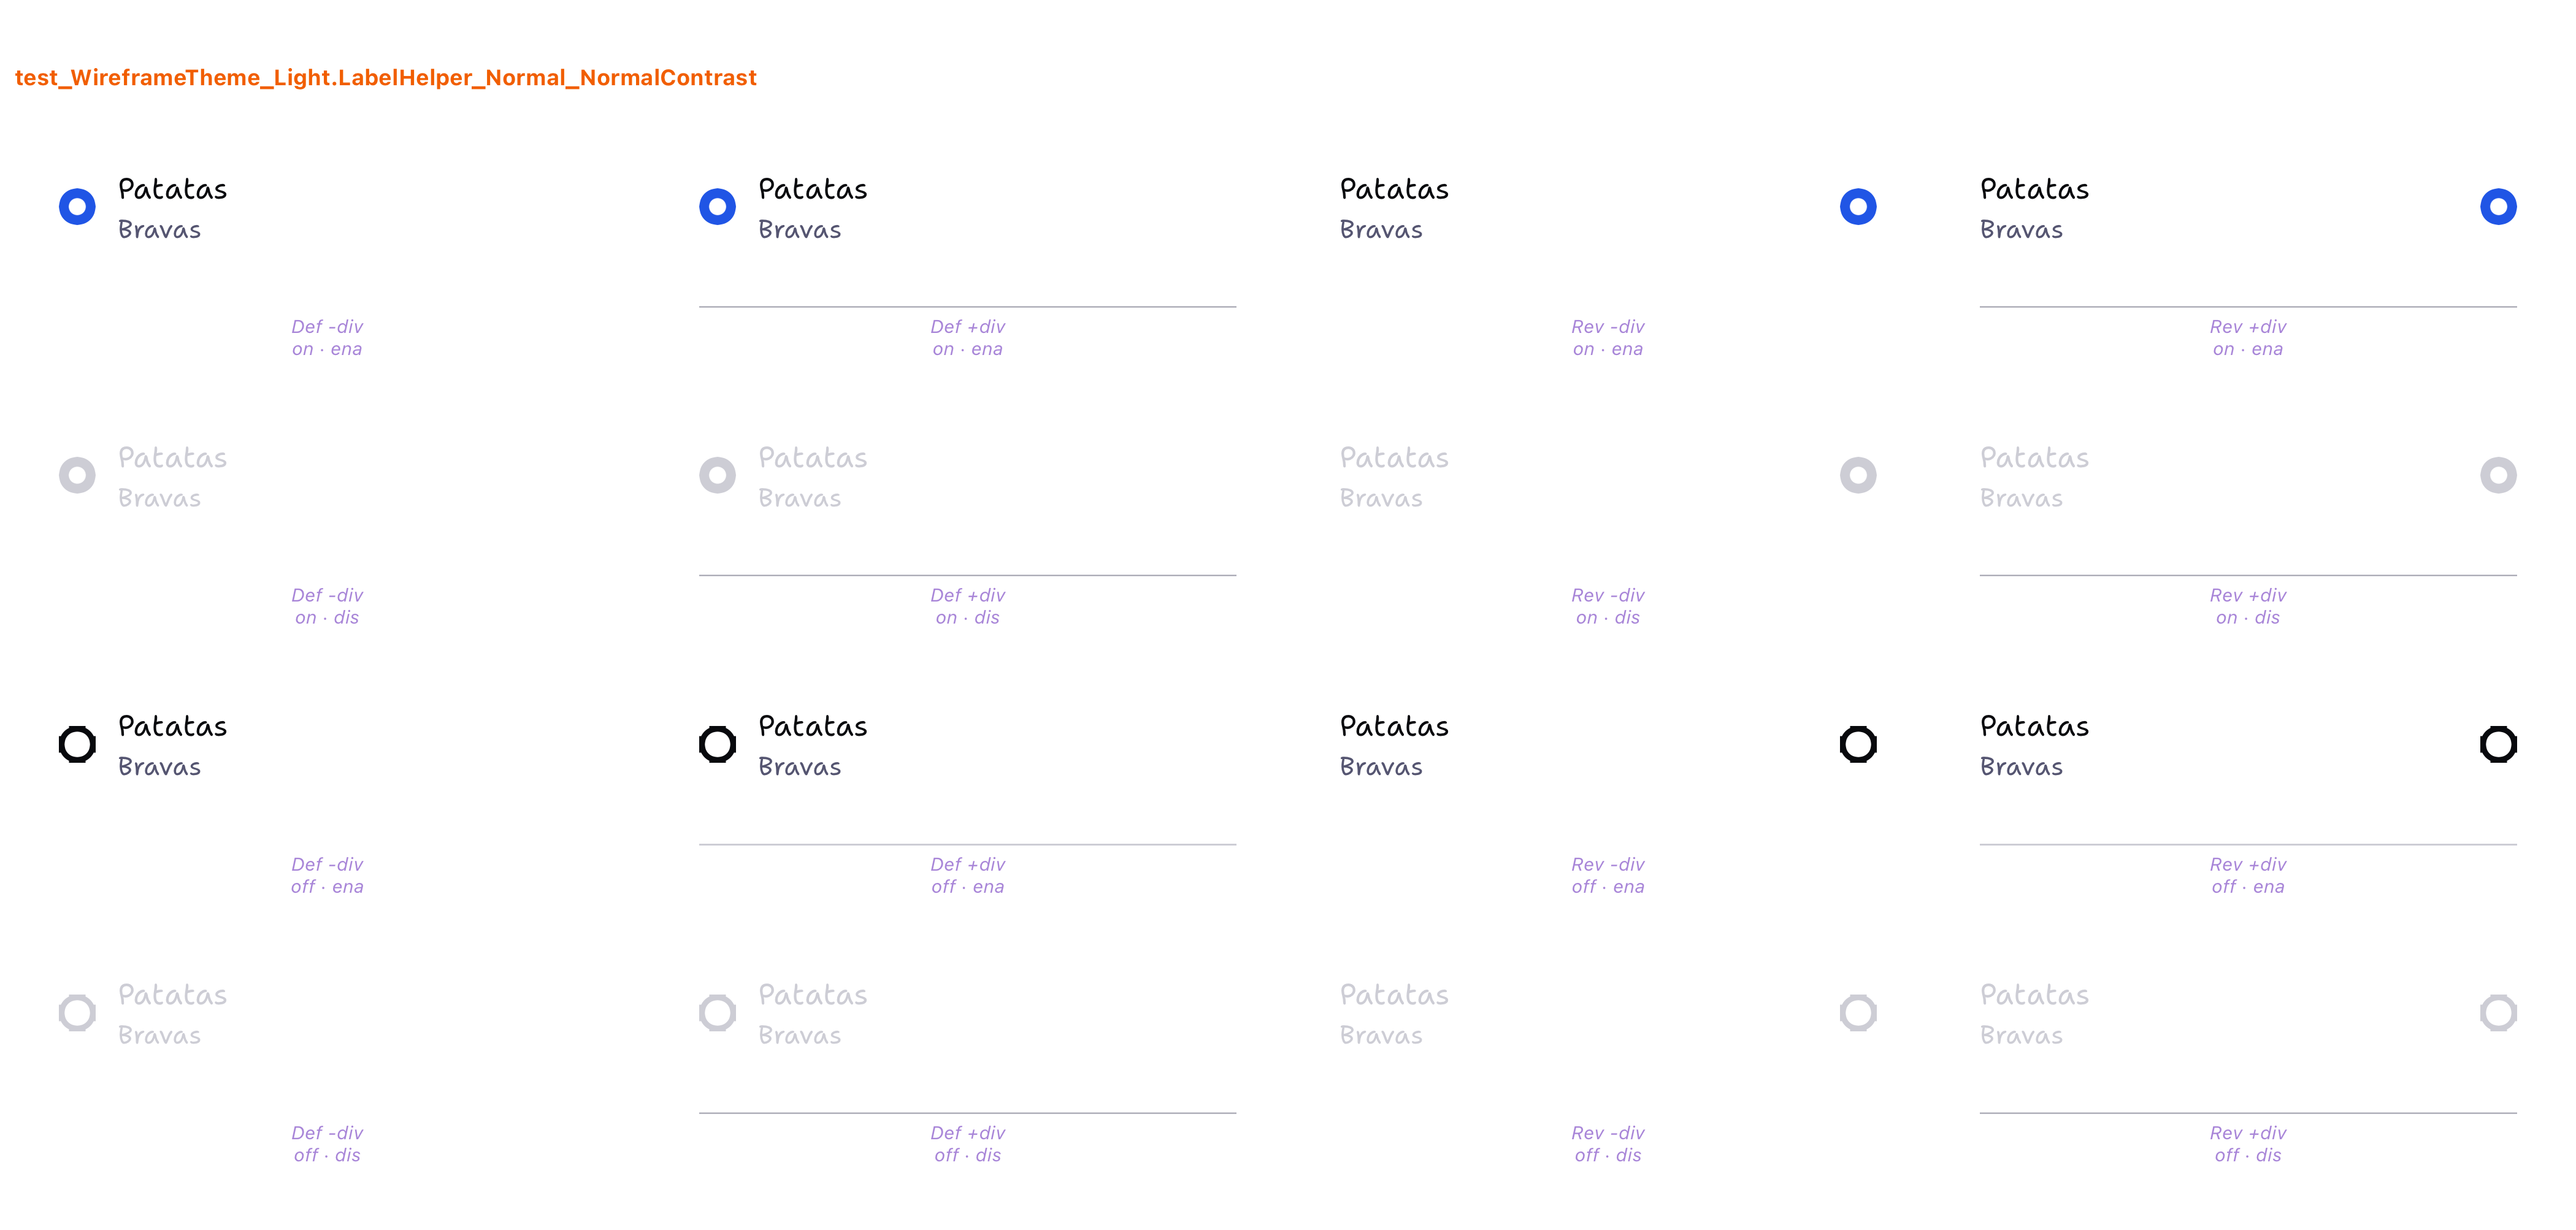 test_WireframeTheme_Light.LabelHelper_Normal_NormalContrast
Patatas
Bravas
Def -div
on · ena
Patatas
Bravas
Def +div
on · ena
Patatas
Bravas
Rev -div
on · ena
Patatas
Bravas
Rev +div
on · ena
Patatas
Bravas
Def -div
on · dis
Patatas
Bravas
Def +div
on · dis
Patatas
Bravas
Rev -div
on · dis
Patatas
Bravas
Rev +div
on · dis
Patatas
Bravas
Def -div
off · ena
Patatas
Bravas
Def +div
off · ena
Patatas
Bravas
Rev -div
off · ena
Patatas
Bravas
Rev +div
off · ena
Patatas
Bravas
Def -div
off · dis
Patatas
Bravas
Def +div
off · dis
Patatas
Bravas
Rev -div
off · dis
Patatas
Bravas
Rev +div
off · dis